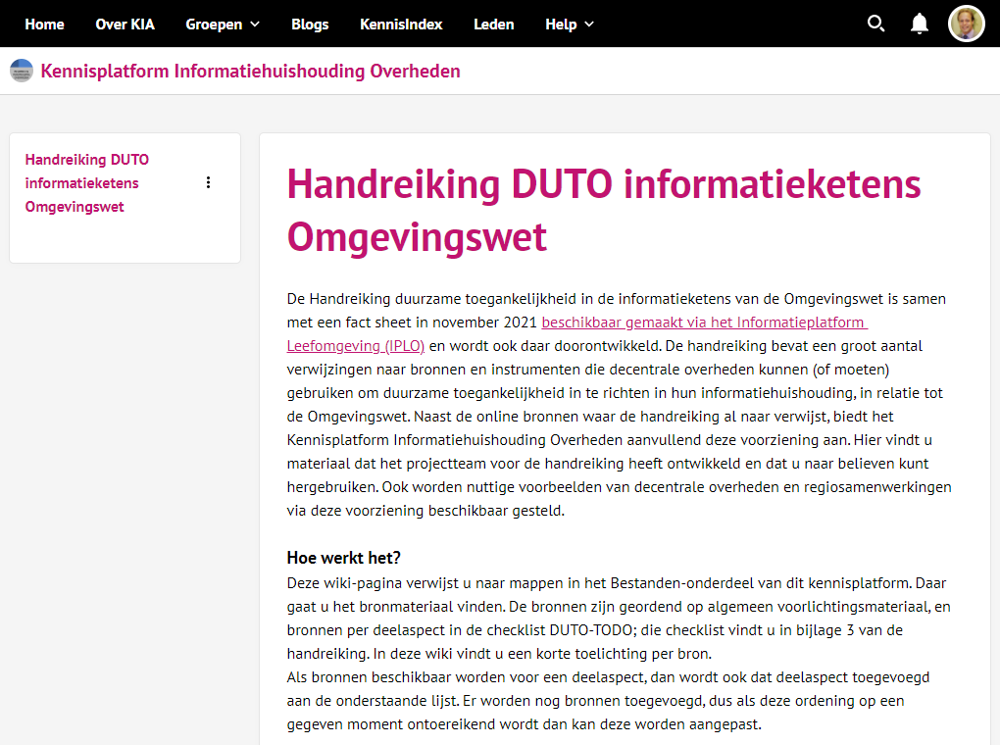 Home Over KIA Groepen Blogs KennisIndex Leden Help
Kennisplatform Informatiehuishouding Overheden
Handreiking DUTO
informatieketens
Omgevingswet
Handreiking DUTO informatieketens
Omgevingswet
De Handreiking duurzame toegankelijkheid in de informatieketens van de Omgevingswet is samen
met een fact sheet in november 2021 beschikbaar gemaakt via het Informatieplatform
Leefomgeving (IPLO) en wordt ook daar doorontwikkeld. De handreiking bevat een groot aantal
verwijzingen naar bronnen en instrumenten die decentrale overheden kunnen (of moeten)
gebruiken om duurzame toegankelijkheid in te richten in hun informatiehuishouding, in relatie tot
de Omgevingswet. Naast de online bronnen waar de handreiking al naar verwijst, biedt het
Kennisplatform Informatiehuishouding Overheden aanvullend deze voorziening aan. Hier vindt u
materiaal dat het projectteam voor de handreiking heeft ontwikkeld en dat u naar believen kunt
hergebruiken. Ook worden nuttige voorbeelden van decentrale overheden en regiosamenwerkingen
via deze voorziening beschikbaar gesteld.
Hoe werkt het?
Deze wiki-pagina verwijst u naar mappen in het Bestanden-onderdeel van dit kennisplatform. Daar
gaat u het bronmateriaal vinden. De bronnen zijn geordend op algemeen voorlichtingsmateriaal, en
bronnen per deelaspect in de checklist DUTO-TODO; die checklist vindt u in bijlage 3 van de
handreiking. In deze wiki vindt u een korte toelichting per bron.
Als bronnen beschikbaar worden voor een deelaspect, dan wordt ook dat deelaspect toegevoegd
aan de onderstaande lijst. Er worden nog bronnen toegevoegd, dus als deze ordening op een
gegeven moment ontoereikend wordt dan kan deze worden aangepast.